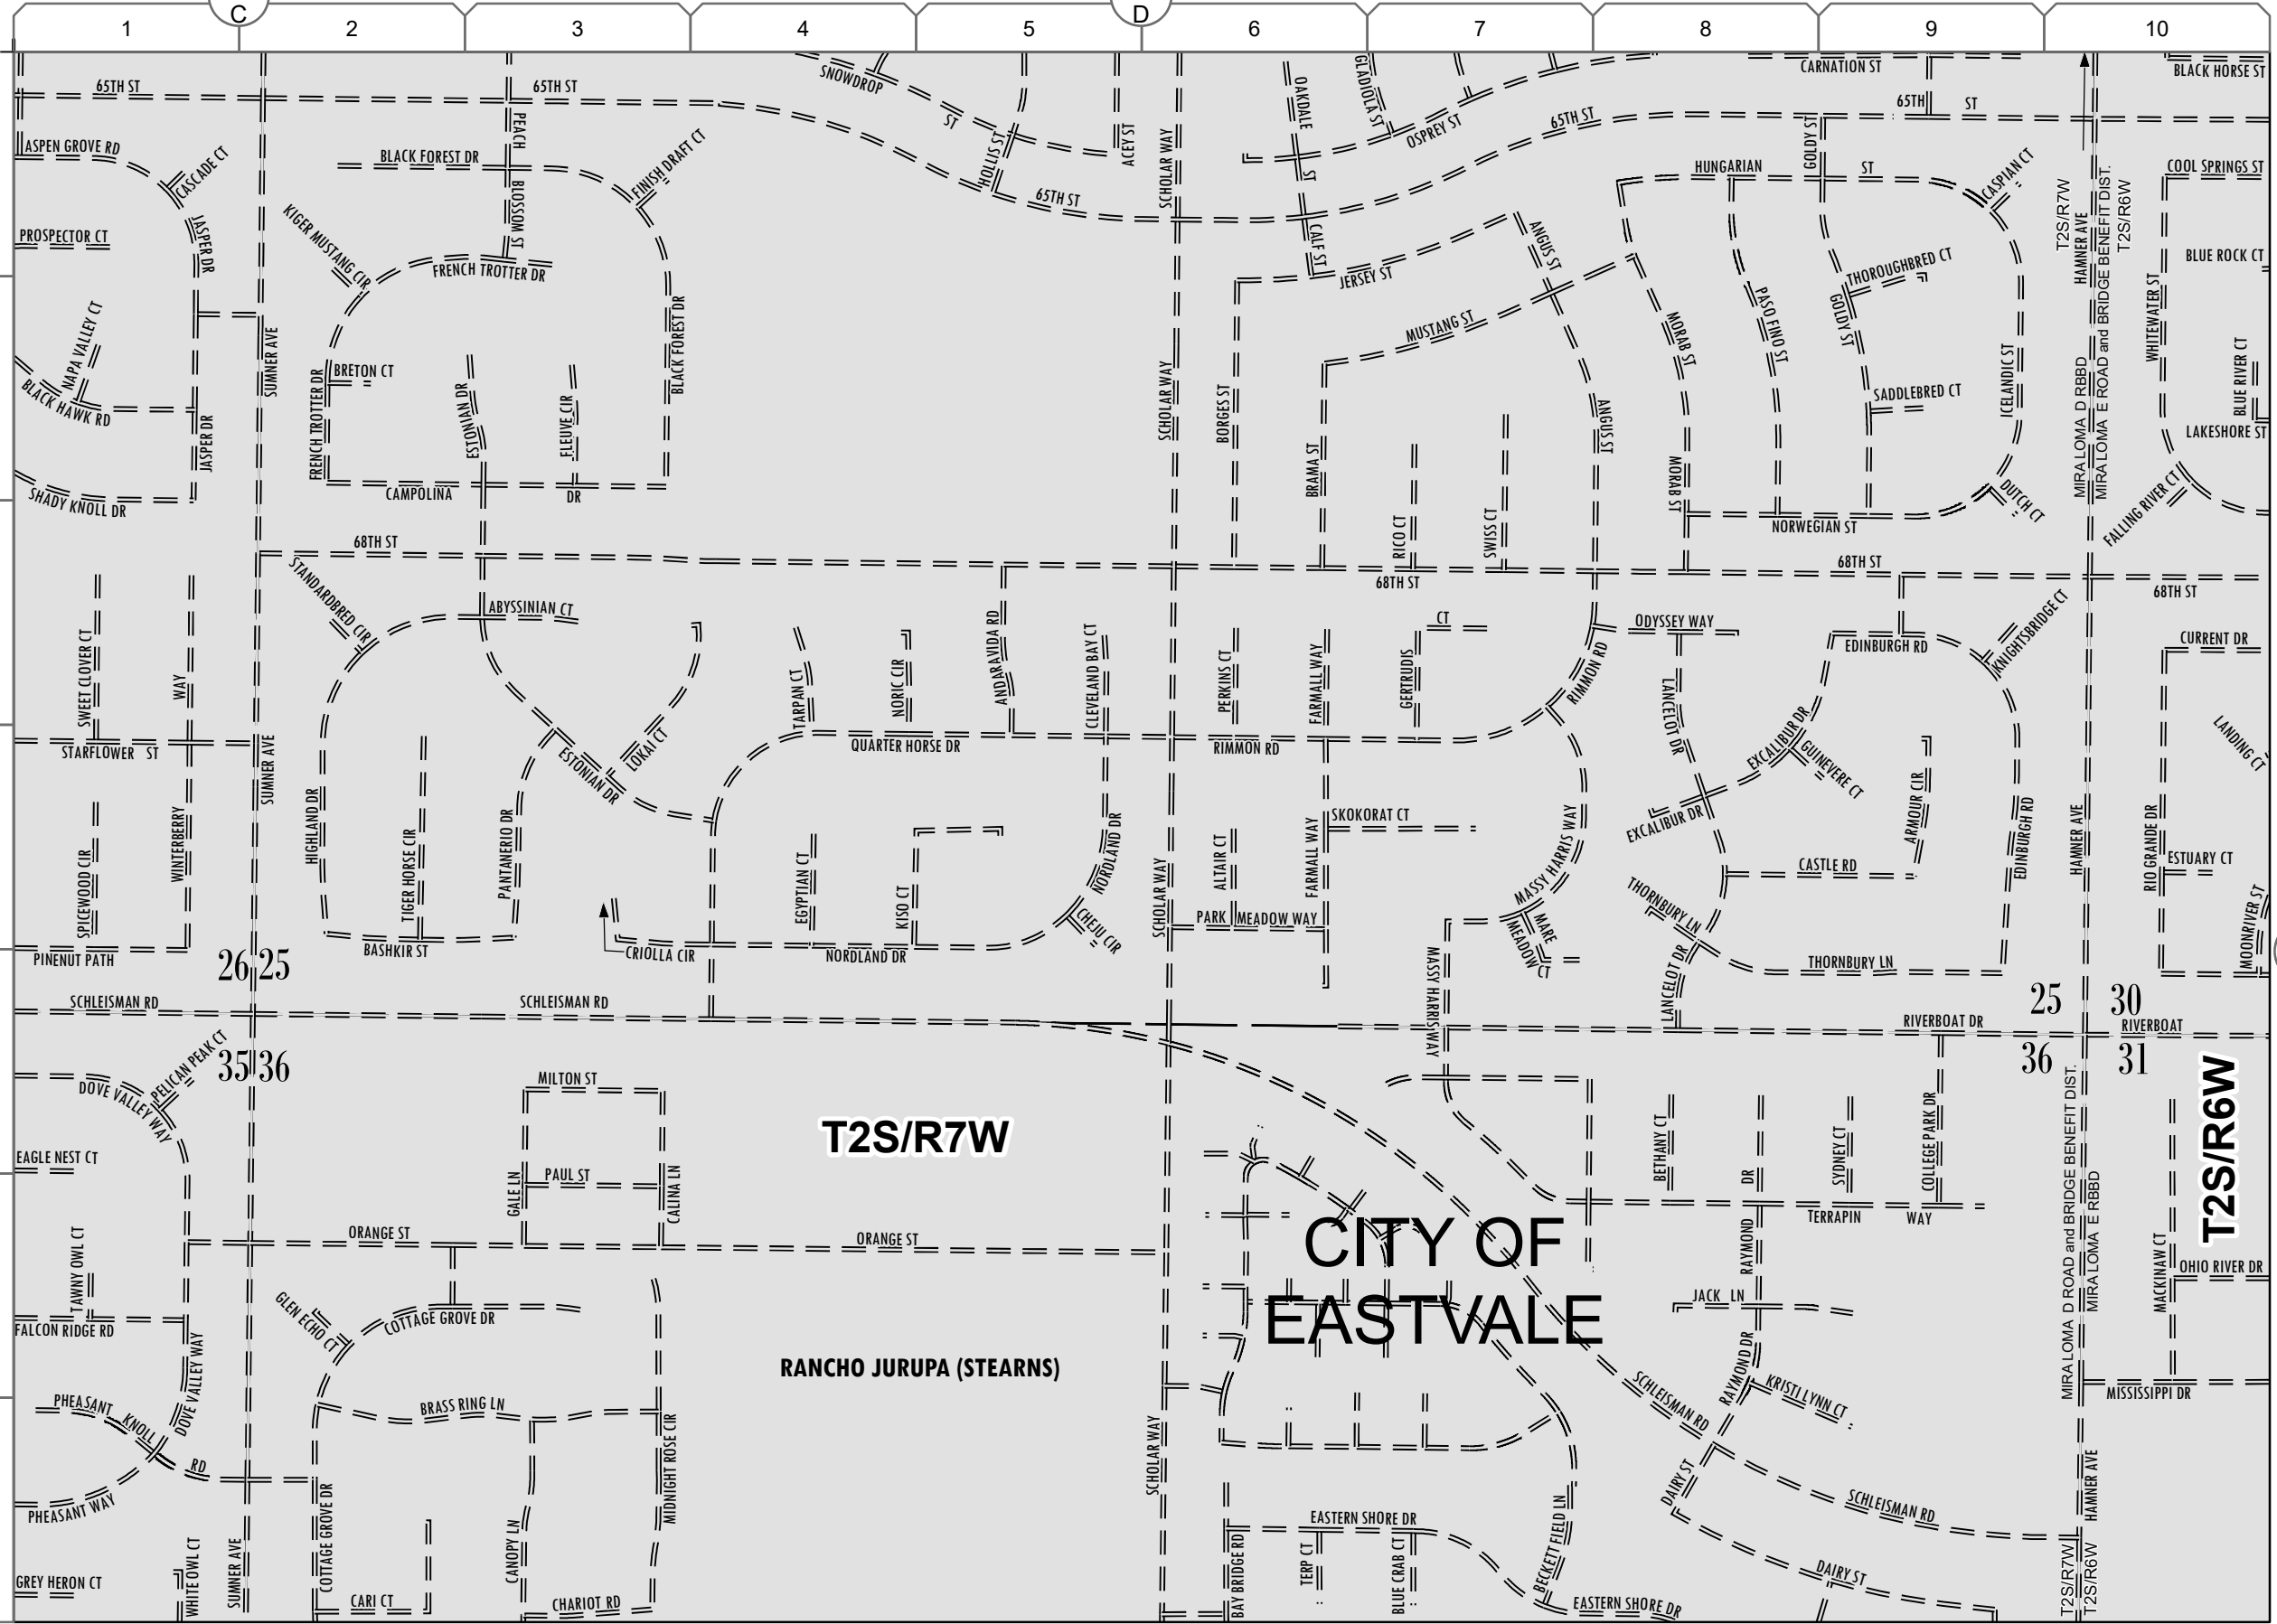 1
C
2
3
4
5
D
6
7
8
9
10
65TH ST
65TH ST
SNOWDROP
ST
PEACH
BLOSSOM ST
HOLLIS ST
ACEY ST
SCHOLAR WAY
OAKDALE
ST
GLADIOLA ST
OSPREY ST
65TH ST
CARNATION ST
65TH
ST
BLACK HORSE ST
ASPEN GROVE RD
CASCADE CT
BLACK FOREST DR
FINISH DRAFT CT
65TH ST
GOLDY ST
HUNGARIAN
ST
CASPIAN CT
COOL SPRINGS ST
PROSPECTOR CT
JASPER DR
KIGER MUSTANG CIR
FRENCH TROTTER DR
CALF ST
JERSEY ST
ANGUS ST
THOROUGHBRED CT
T2S/R7W
HAMNER AVE
T2S/R6W
BLUE ROCK CT
NAPA VALLEY CT
BLACK HAWK RD
SUMNER AVE
BRETON CT
FRENCH TROTTER DR
ESTONIAN DR
FLEUVE CIR
BLACK FOREST DR
SCHOLAR WAY
BORGES ST
MUSTANG ST
MORAB ST
PASO FINO ST
GOLDY ST
SADDLEBRED CT
ICELANDIC ST
MIRA LOMA D RBBD
MIRA LOMA E ROAD and BRIDGE BENEFIT DIST.
WHITEWATER ST
BLUE RIVER CT
LAKESHORE ST
JASPER DR
SHADY KNOLL DR
CAMPOLINA
DR
BRAMA ST
RICO CT
SWISS CT
ANGUS ST
MORAB ST
NORWEGIAN ST
DUTCH CT
FALLING RIVER CT
68TH ST
68TH ST
68TH ST
68TH ST
STANDARDBRED CIR
ABYSSINIAN CT
SWEET CLOVER CT
WAY
STARFLOWER ST
SUMNER AVE
LOKAI CT
ESTONIAN DR
TARPAN CT
NORIC CIR
ANDARAVIDA RD
CLEVELAND BAY CT
QUARTER HORSE DR
PERKINS CT
FARMALL WAY
GERTRUDIS
CT
RIMMON RD
RIMMON RD
ODYSSEY WAY
LANCELOT DR
EXCALIBUR DR
GUINEVERE CT
EDINBURGH RD
KNIGHTSBRIDGE CT
CURRENT DR
LANDING CT
SPICEWOOD CIR
WINTERBERRY
PINENUT PATH
HIGHLAND DR
TIGER HORSE CIR
PANTANERIO DR
BASHKIR ST
CRIOLLA CIR
EGYPTIAN CT
KISO CT
NORDLAND DR
NORDLAND DR
CHEJU CIR
SCHOLAR WAY
ALTAIR CT
FARMALL WAY
PARK MEADOW WAY
SKOKORAT CT
MASSY HARRIS WAY
MARE
MEADOW CT
EXCALIBUR DR
CASTLE RD
ARMOUR CIR
EDINBURGH RD
HAMNER AVE
RIO GRANDE DR
ESTUARY CT
MOONRIVER ST
THORNBURY LN
LANCELOT DR
THORNBURY LN
26 25
SCHLEISMAN RD
SCHLEISMAN RD
MASSY HARRIS WAY
RIVERBOAT DR
25 30
RIVERBOAT
35 36
36 31
PELICAN PEAK CT
DOVE VALLEY WAY
EAGLE NEST CT
MILTON ST
PAUL ST
GALE LN
CALINA LN
T2S/R7W
BETHANY CT
DR
SYDNEY CT
COLLEGE PARK DR
TERRAPIN
WAY
T2S/R6W
MIRA LOMA D ROAD and BRIDGE BENEFIT DIST.
MIRA LOMA E RBBD
ORANGE ST
ORANGE ST
CITY OF
EASTVALE
RAYMOND
MACKINAW CT
OHIO RIVER DR
TAWNY OWL CT
FALCON RIDGE RD
GLEN ECHO CT
COTTAGE GROVE DR
JACK LN
RANCHO JURUPA (STEARNS)
DOVE VALLEY WAY
PHEASANT
KNOLL
RD
BRASS RING LN
MIDNIGHT ROSE CIR
SCHOLAR WAY
SCHLEISMAN RD
RAYMOND DR
KRISTI LYNN CT
MISSISSIPPI DR
PHEASANT WAY
COTTAGE GROVE DR
CANOPY LN
EASTERN SHORE DR
BECKETT FIELD LN
DAIRY ST
SCHLEISMAN RD
HAMNER AVE
GREY HERON CT
WHITE OWL CT
SUMNER AVE
CARI CT
CHARIOT RD
BAY BRIDGE RD
TERP CT
BLUE CRAB CT
EASTERN SHORE DR
DAIRY ST
T2S/R7W
T2S/R6W